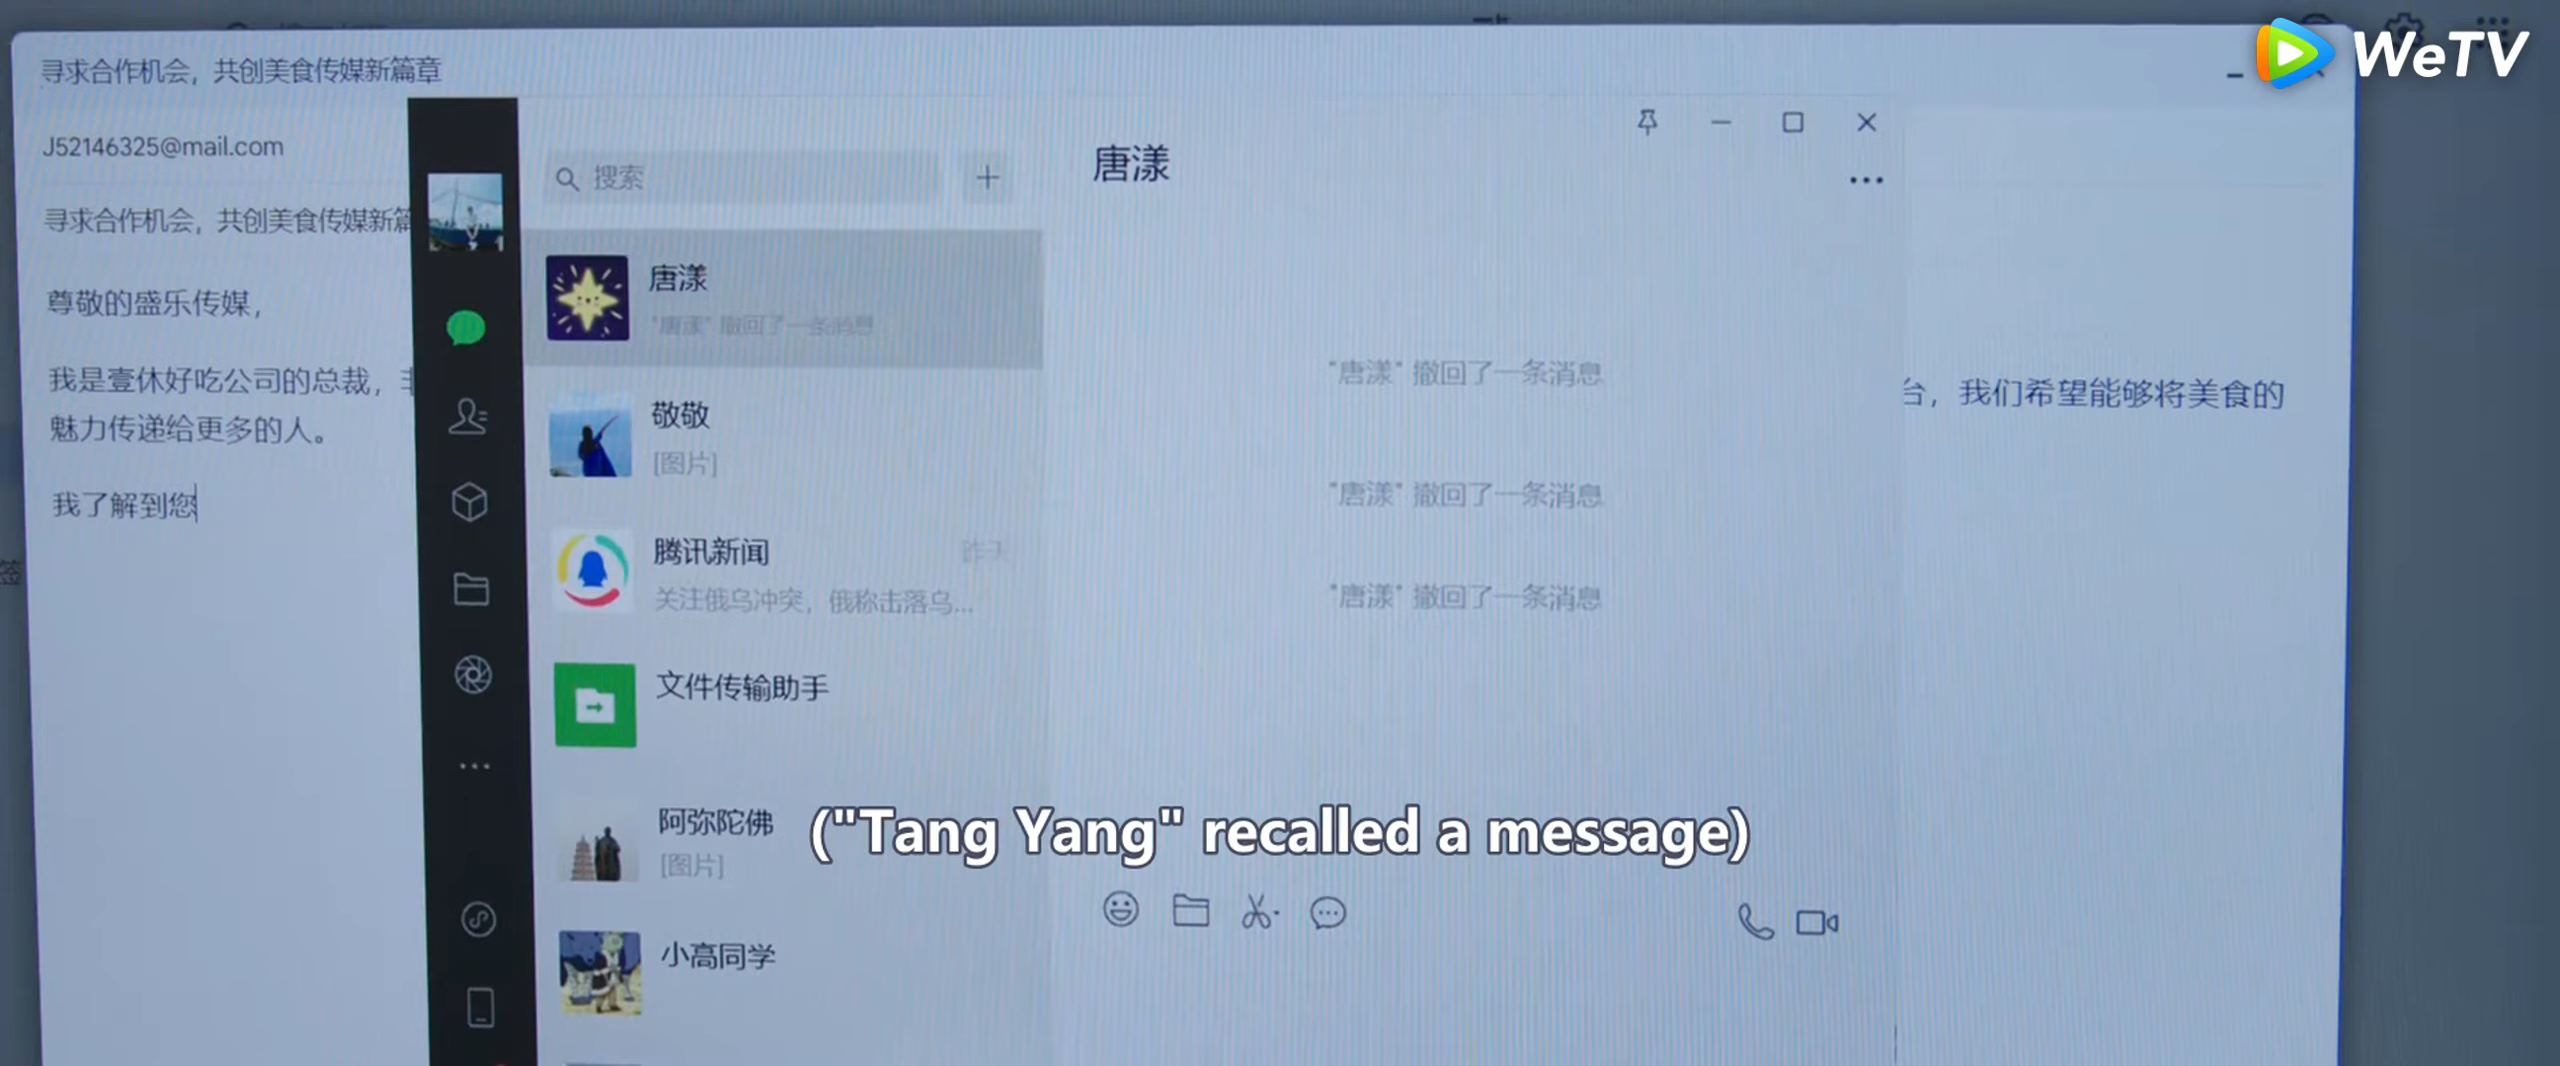 WeTV
寻求合作机会，共创美食传媒新篇章
J52146325@mail.com
寻求合作机会，共创美食传媒新篇
尊敬的盛乐传媒，
我是壹休好吃公司的总裁，
台，我们希望能够将美食的
魅力传递给更多的人。
我了解到您
签
搜索
唐漾
"唐漾" 撤回了一条消息
敬敬
[图片]
腾讯新闻
昨天
关注俄乌冲突，俄称击落乌...
文件传输助手
阿弥陀佛
[图片]
小高同学
唐漾
"唐漾" 撤回了一条消息
"唐漾" 撤回了一条消息
"唐漾" 撤回了一条消息
("Tang Yang" recalled a message)